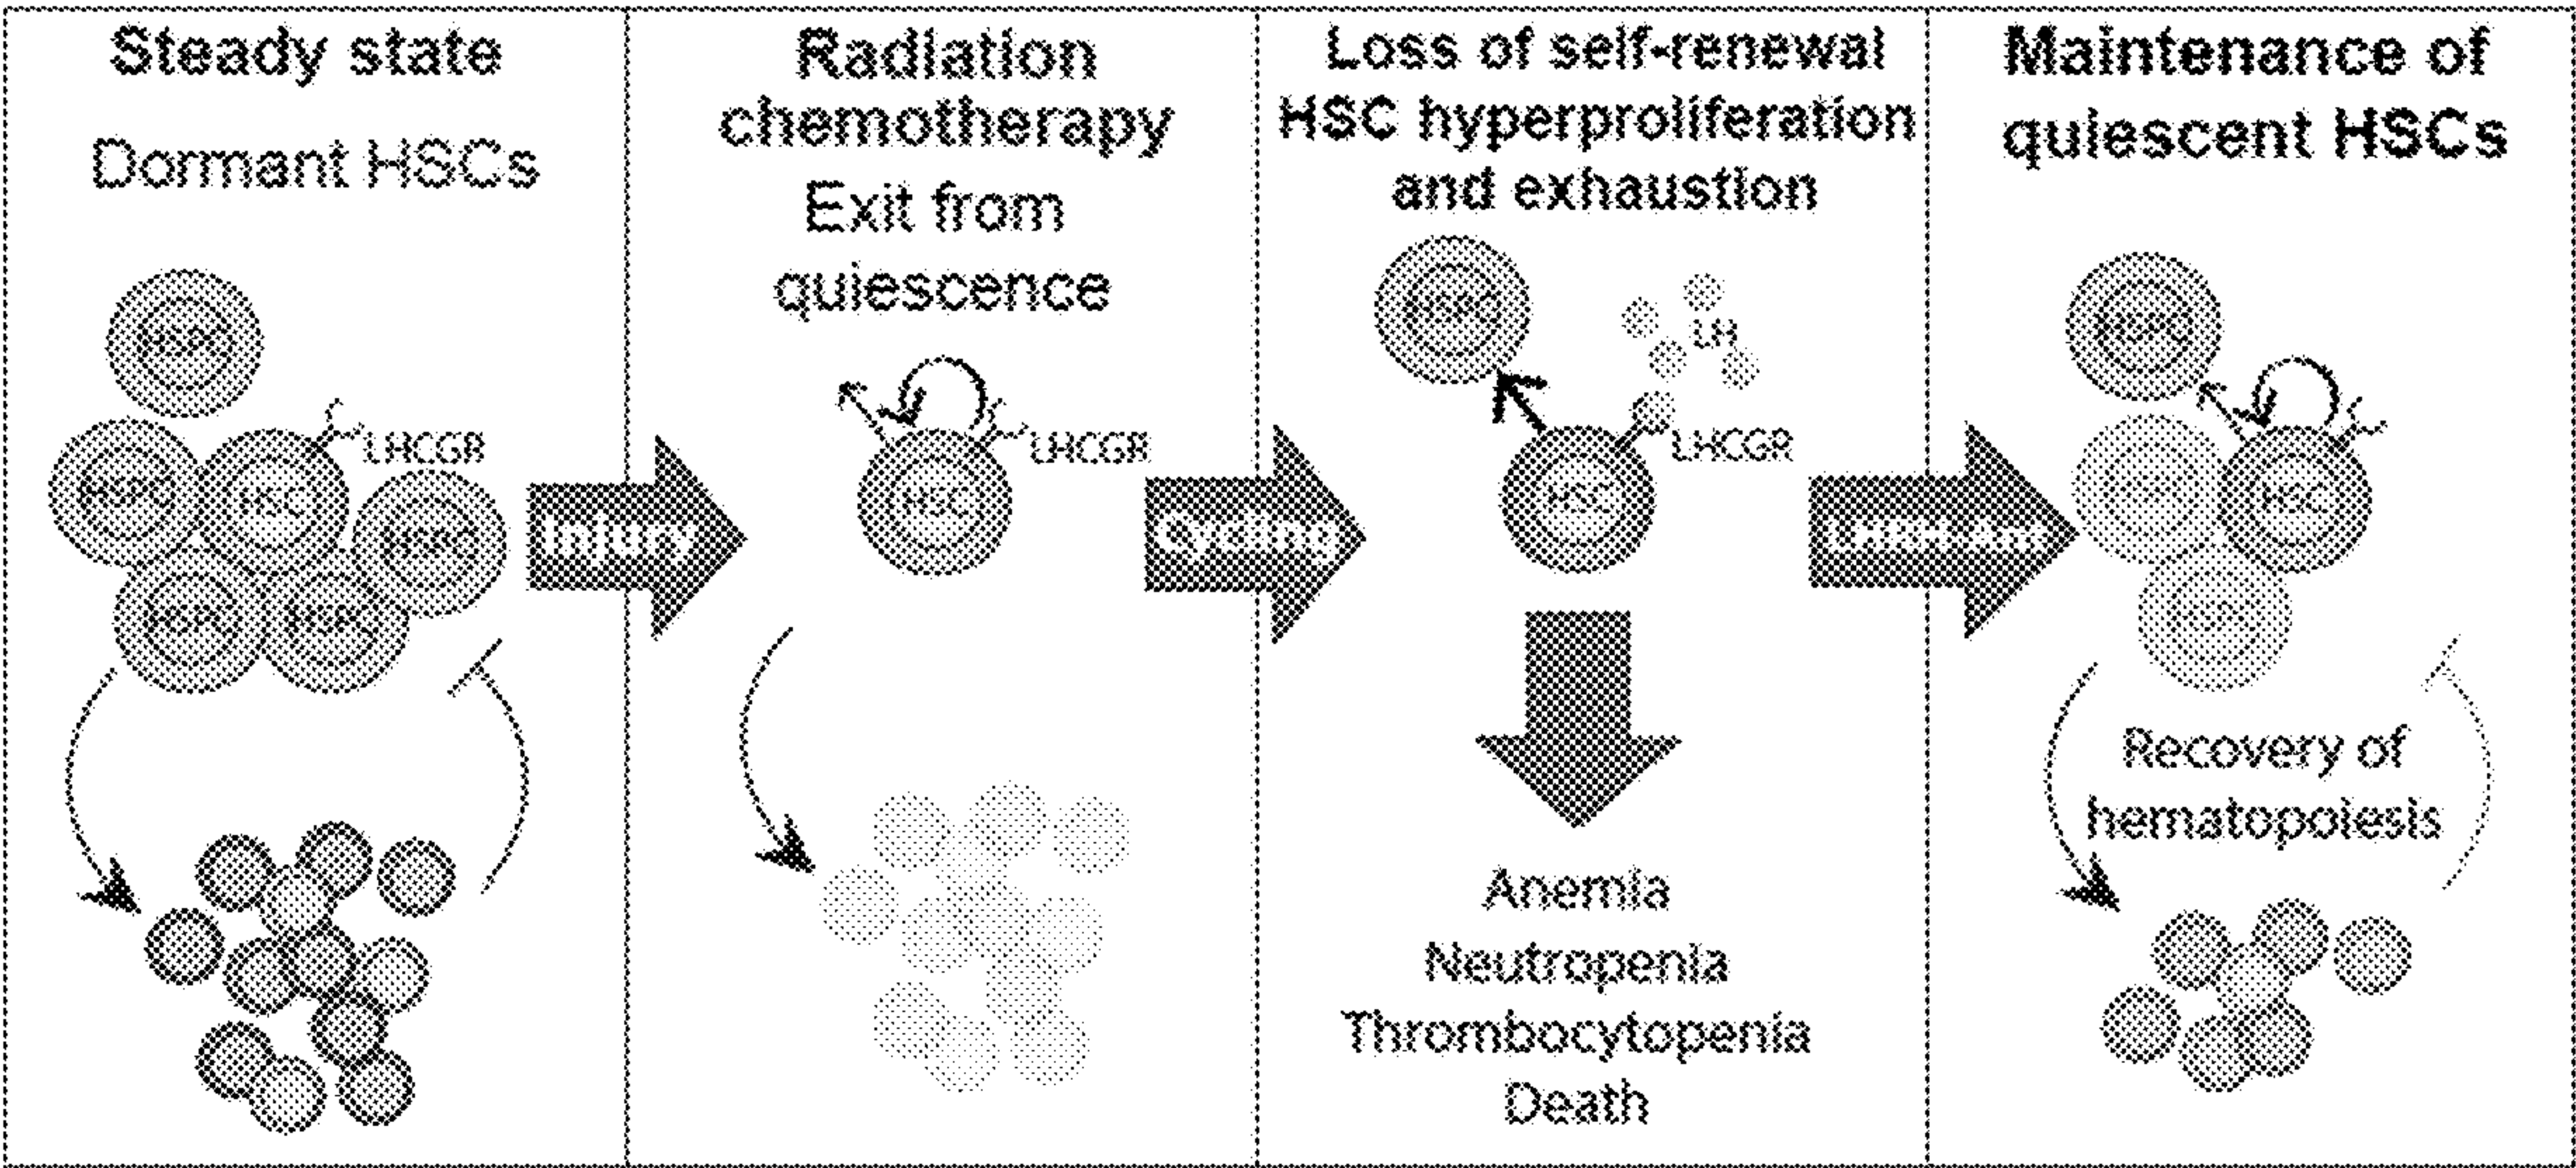 Steady state
Dormant HSCs
HSPC
LHCGR
HSPC
HSC
HSPC
HSPC
HSPC
Injury
Radiation
chemotherapy
Exit from
quiescence
LHCGR
HSC
Cycling
Loss of self-renewal
HSC hyperproliferation
and exhaustion
HSPC
LH
LHCGR
HSC
Anemia
Neutropenia
Thrombocytopenia
Death
Maintenance of
quiescent HSCs
HSPC
HSC
Recovery of
hematopoiesis